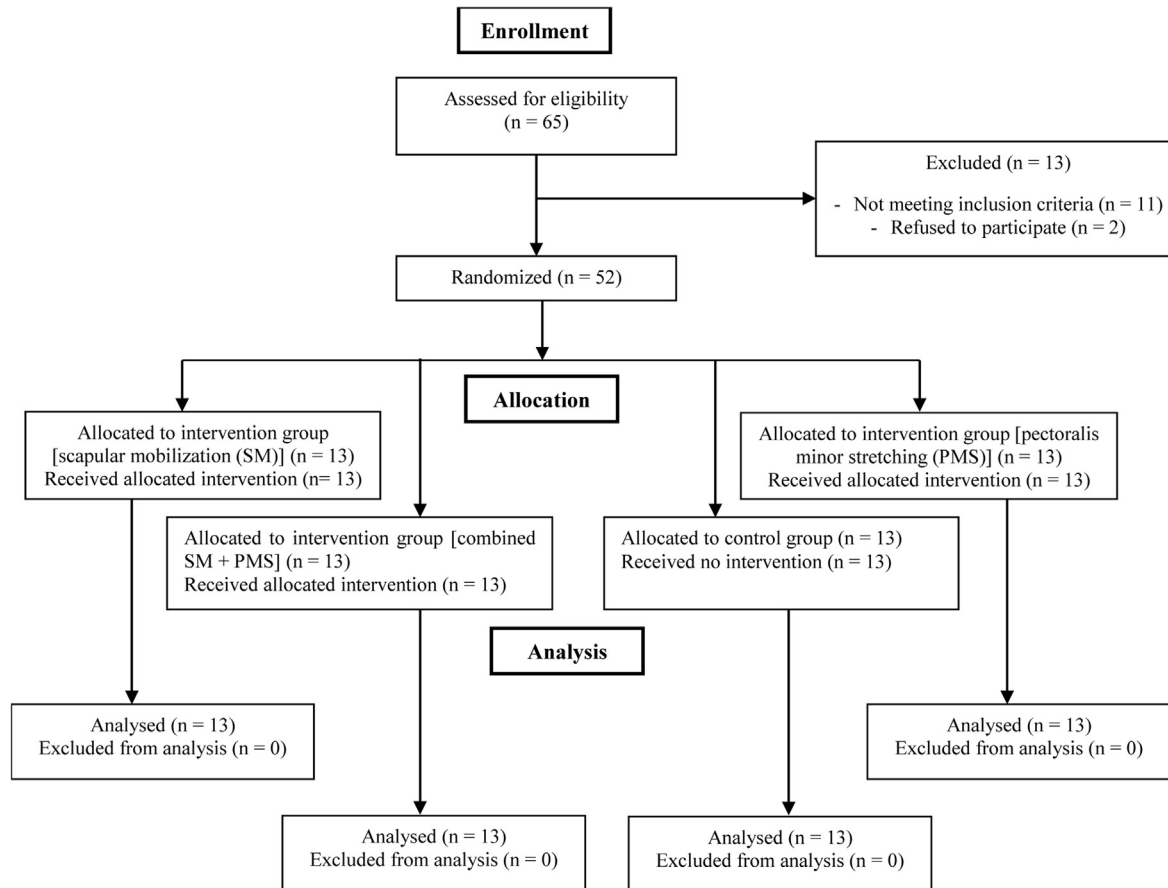 Enrollment
Assessed for eligibility
(n = 65)
Excluded (n = 13)
- Not meeting inclusion criteria (n = 11)
- Refused to participate (n = 2)
Randomized (n = 52)
Allocation
Allocated to intervention group
[scapular mobilization (SM)] (n = 13)
Received allocated intervention (n= 13)
Allocated to intervention group [pectoralis
minor stretching (PMS)] (n = 13)
Received allocated intervention (n = 13)
Allocated to intervention group [combined
SM + PMS] (n = 13)
Received allocated intervention (n = 13)
Allocated to control group (n = 13)
Received no intervention (n = 13)
Analysis
Analysed (n = 13)
Excluded from analysis (n = 0)
Analysed (n = 13)
Excluded from analysis (n = 0)
Analysed (n = 13)
Excluded from analysis (n = 0)
Analysed (n = 13)
Excluded from analysis (n = 0)